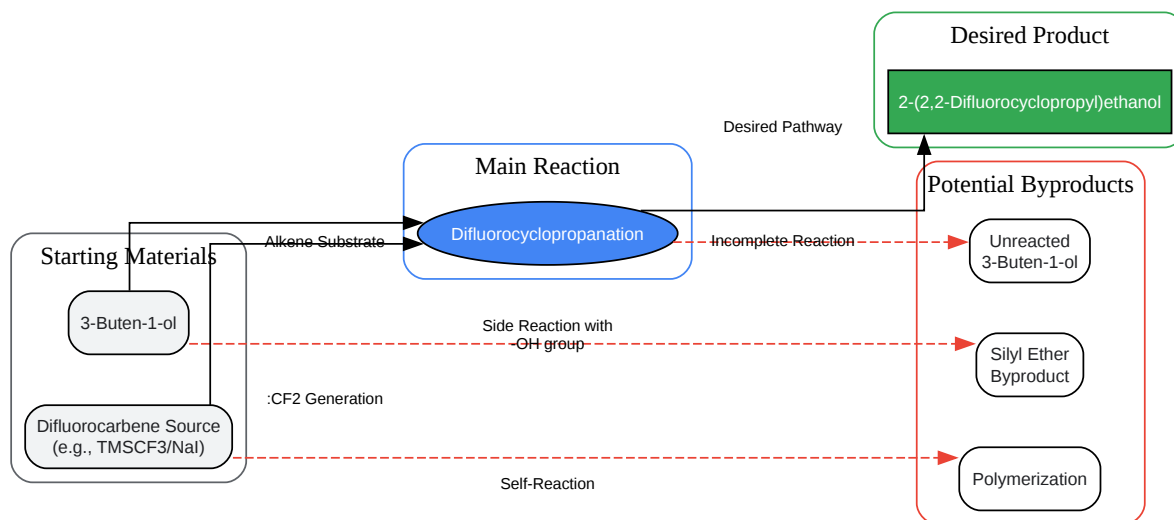 Desired Product
2-(2,2-Difluorocyclopropyl)ethanol
Desired Pathway
Main Reaction
Difluorocyclopropanation
Potential Byproducts
Alkene Substrate
Incomplete Reaction
Unreacted
3-Buten-1-ol
Starting Materials
3-Buten-1-ol
Side Reaction with
-OH group
Silyl Ether
Byproduct
:CF2 Generation
Difluorocarbene Source
(e.g., TMSCF3/NaI)
Self-Reaction
Polymerization